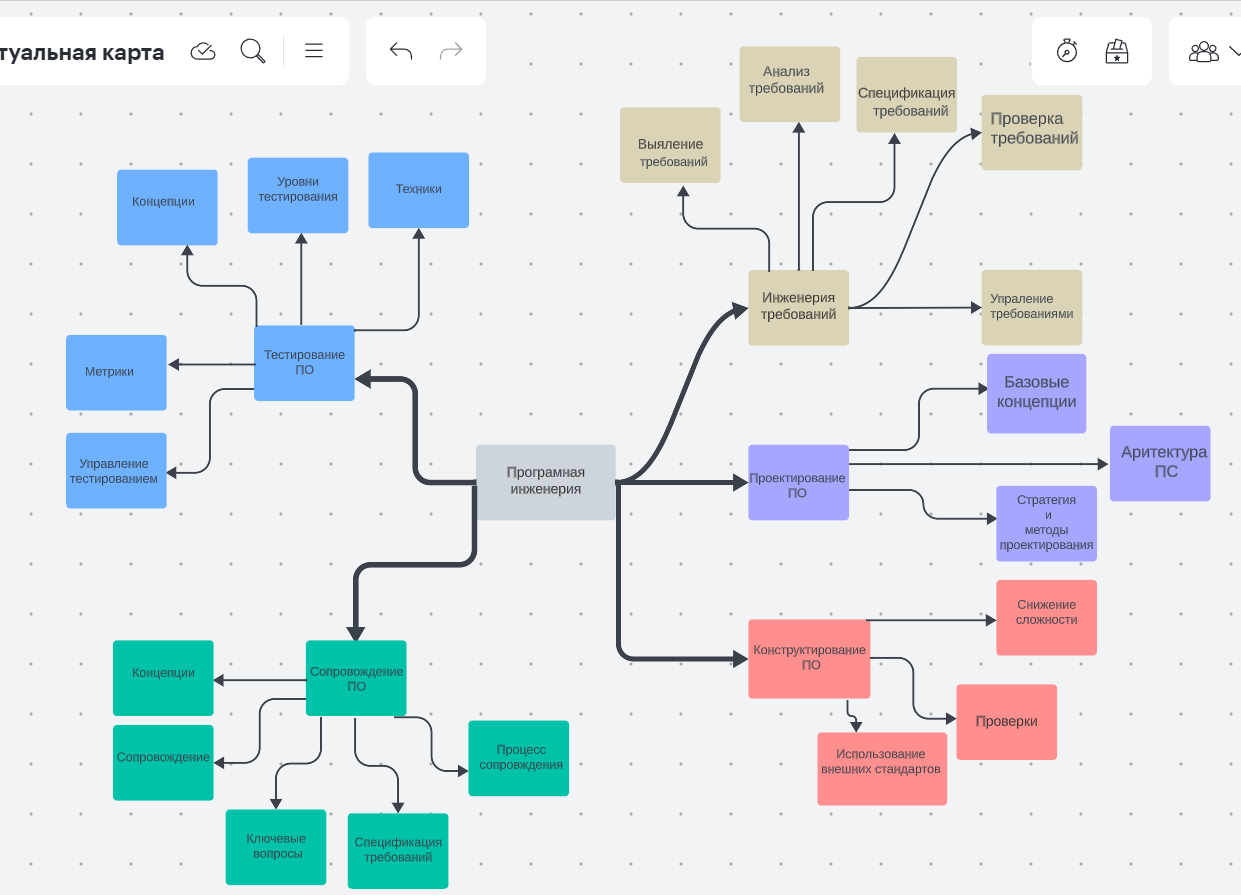 туальная карта
Анализ
требований
Спецификация
требований
Проверка
требований
Выяление
требований
Концепции
Уровни
тестирования
Техники
Инженерия
требований
Упраление
требованиями
Тестирование
ПО
Метрики
Управление
тестированием
Програмная
инженерия
Базовые
концепции
Проектирование
ПО
Аритектура
ПС
Стратегия
и
методы
проектирования
Снижение
сложности
Конструктирование
ПО
Проверки
Использование
внешних стандартов
Концепции
Сопровождение
ПО
Сопровождение
Процесс
сопрвждения
Ключевые
вопросы
Спецификация
требований